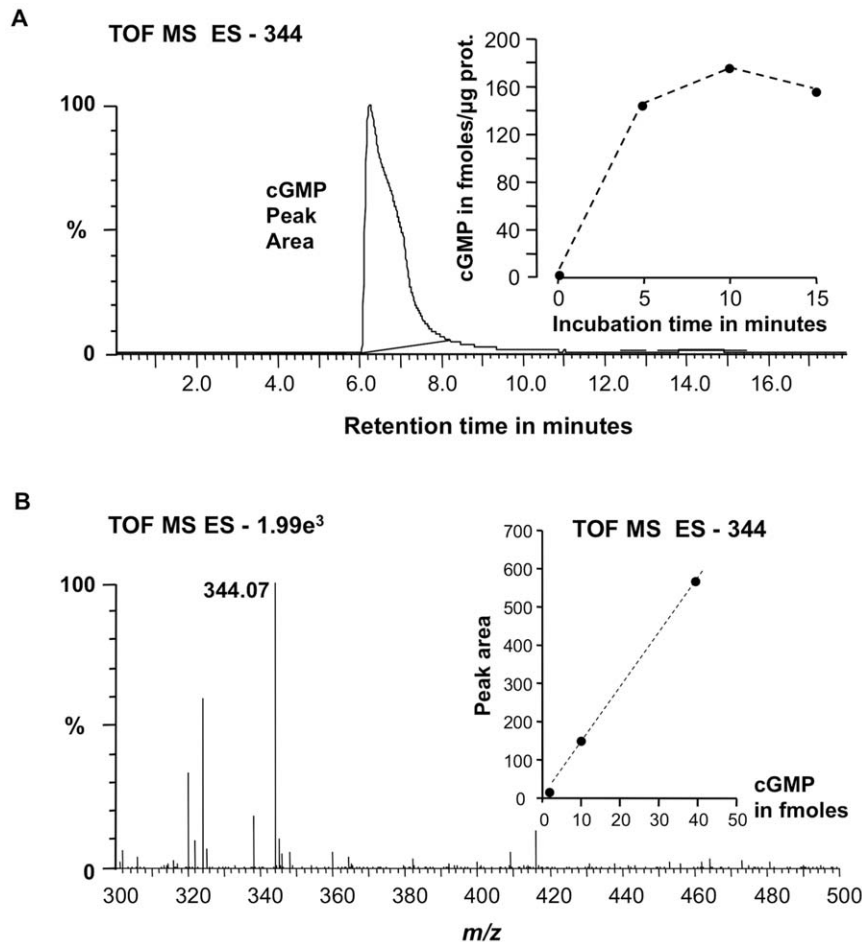 A
TOF MS ES - 344
100
%
0
cGMP
Peak
Area
2.0 4.0 6.0 8.0 10.0 12.0 14.0 16.0
Retention time in minutes
cGMP in fmoles/µg prot.
200
160
120
80
40
0
0 5 10 15
Incubation time in minutes
B
TOF MS ES - 1.99e³
100
%
0
344.07
300 320 340 360 380 400 420 440 460 480 500
m/z
TOF MS ES - 344
Peak area
700
600
500
400
300
200
100
0
0 10 20 30 40 50
cGMP
in fmoles